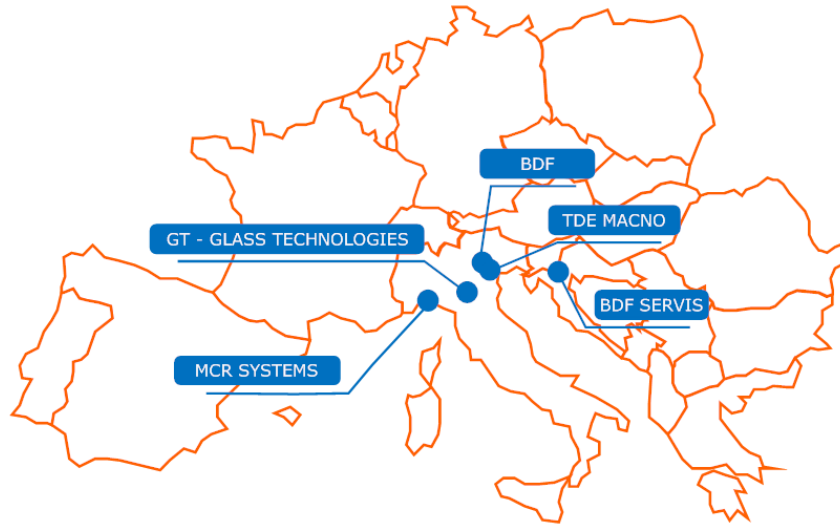 BDF
TDE MACNO
GT - GLASS TECHNOLOGIES
BDF SERVIS
MCR SYSTEMS